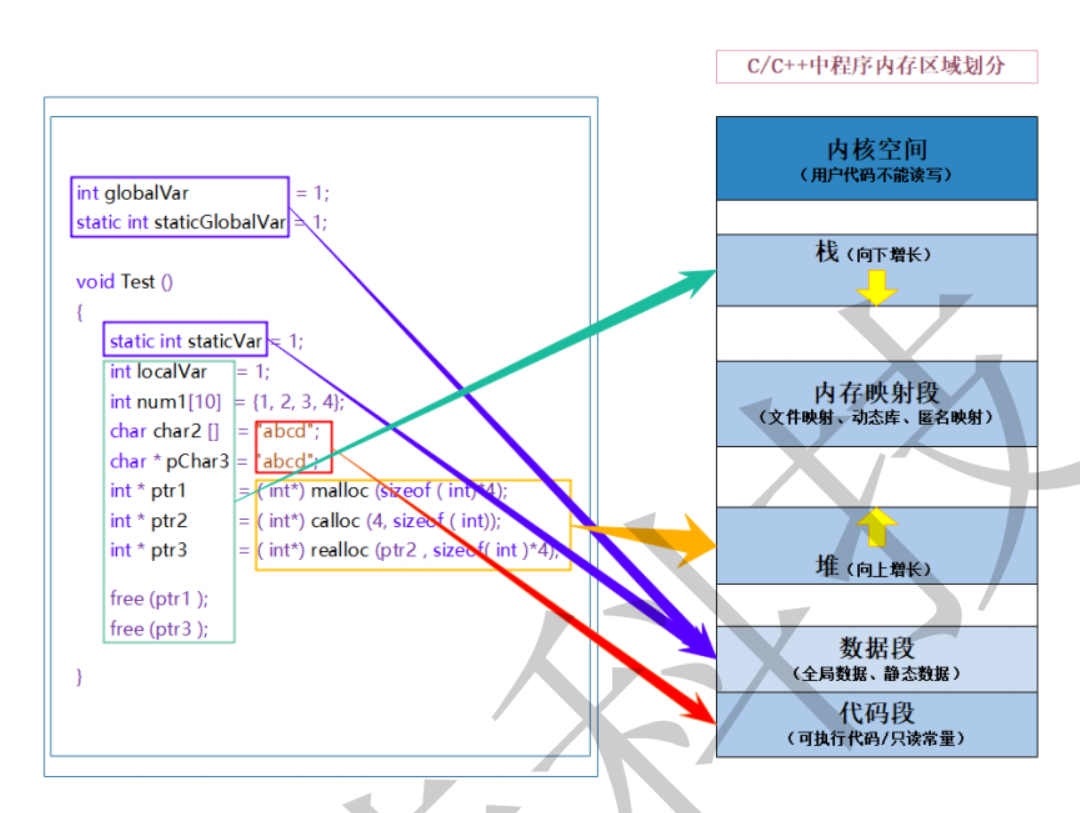 C/C++中程序内存区域划分
int globalVar = 1;
static int staticGlobalVar = 1;
void Test ()
{
static int staticVar = 1;
int localVar = 1;
int num1[10] = {1, 2, 3, 4};
char char2 [] = "abcd";
char * pChar3 = "abcd";
int * ptr1 = ( int*) malloc (sizeof ( int)*4);
int * ptr2 = ( int*) calloc (4, sizeof ( int));
int * ptr3 = ( int*) realloc (ptr2 , sizeof( int )*4);
free (ptr1 );
free (ptr3 );
}
内核空间
(用户代码不能读写)
栈(向下增长)
内存映射段
(文件映射、动态库、匿名映射)
堆(向上增长)
数据段
(全局数据、静态数据)
代码段
(可执行代码/只读常量)
科技